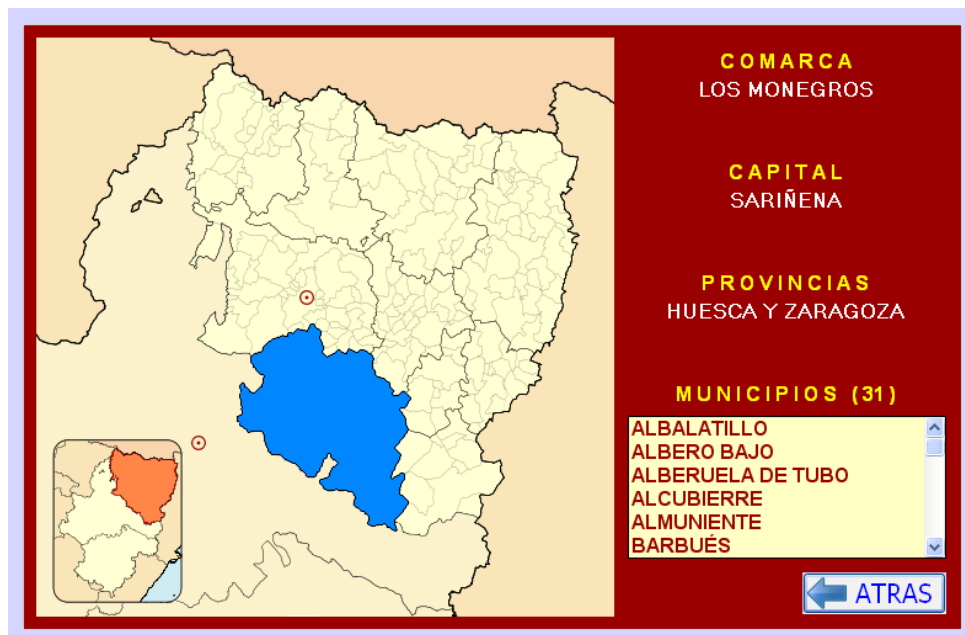 COMARCA
LOS MONEGROS
CAPITAL
SARIÑENA
PROVINCIAS
HUESCA Y ZARAGOZA
MUNICIPIOS (31)
ALBALATILLO
ALBERO BAJO
ALBERUELA DE TUBO
ALCUBIERRE
ALMUNIENTE
BARBUÉS
ATRAS